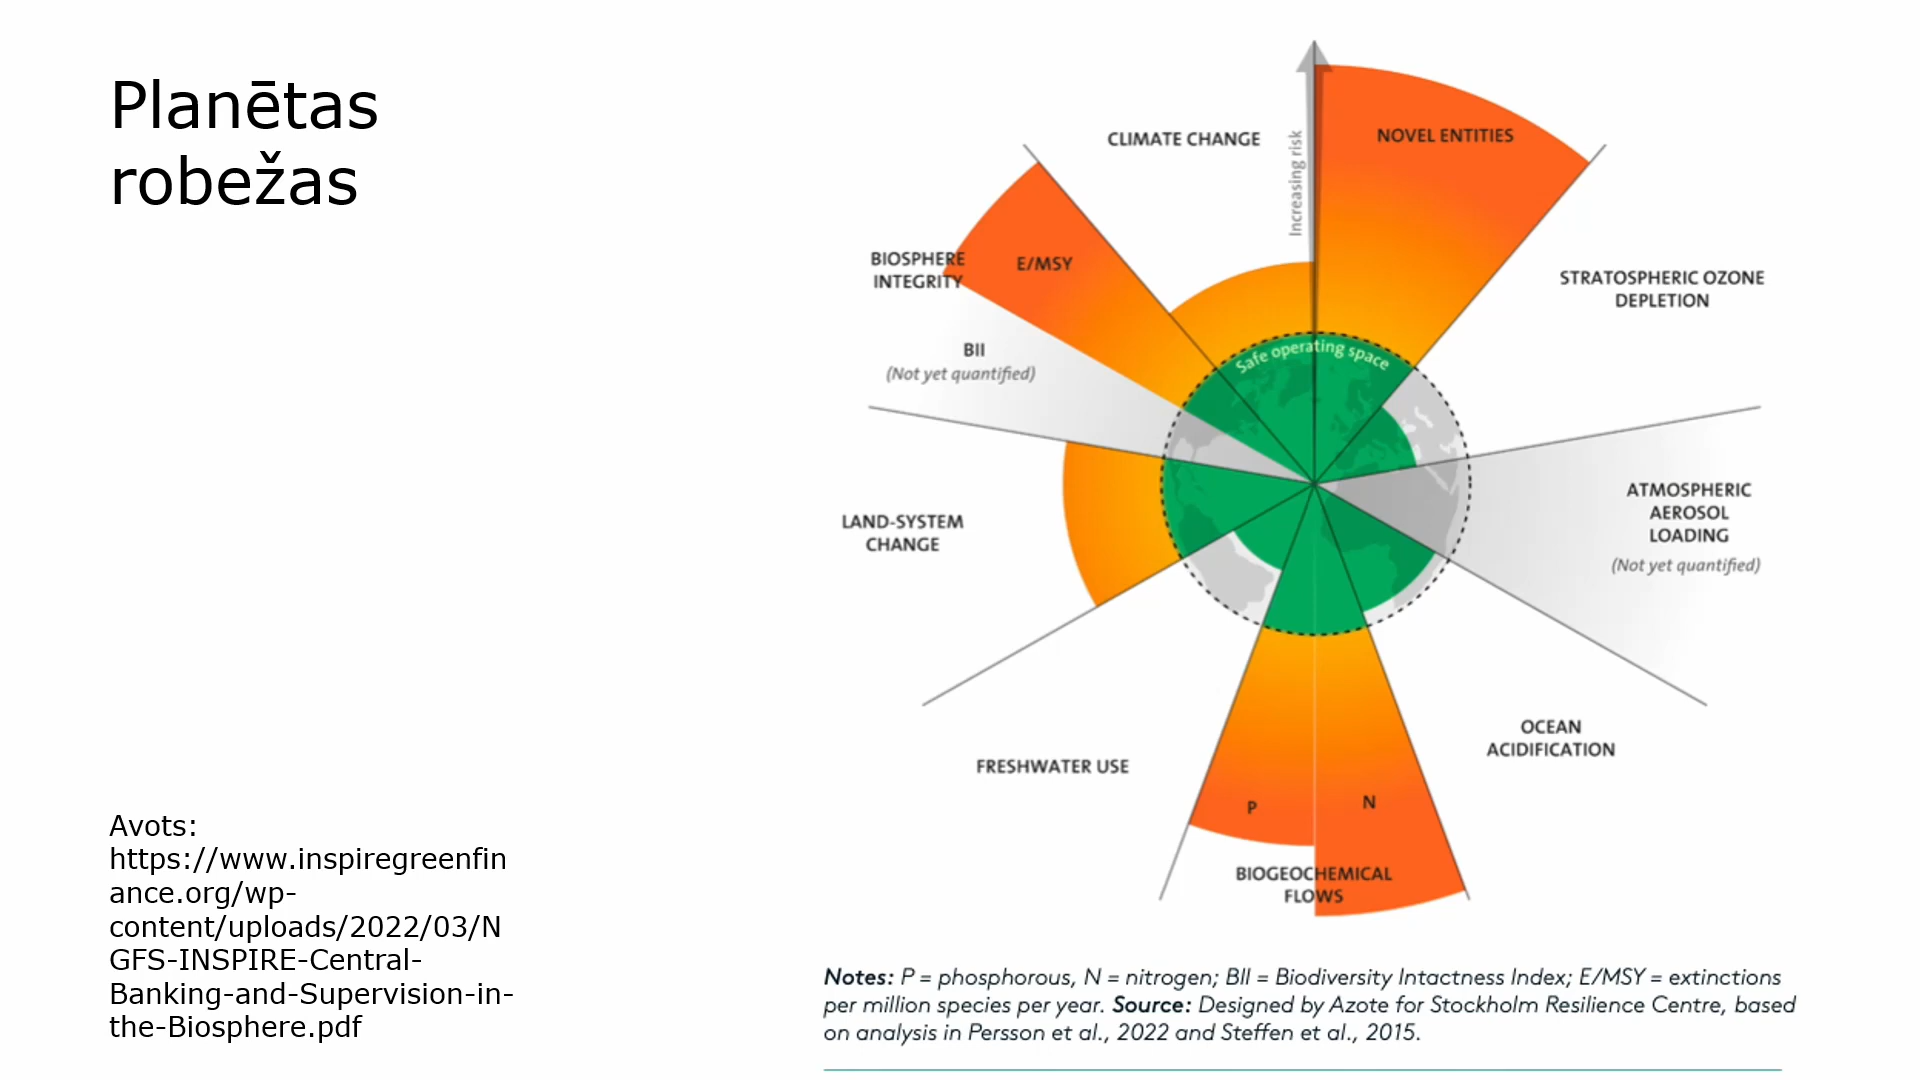 Planētas
robežas
CLIMATE CHANGE
Increasing risk
NOVEL ENTITIES
BIOSPHERE
INTEGRITY
E/MSY
STRATOSPHERIC OZONE
DEPLETION
Safe operating space
BII
(Not yet quantified)
ATMOSPHERIC
AEROSOL
LOADING
(Not yet quantified)
LAND-SYSTEM
CHANGE
OCEAN
ACIDIFICATION
FRESHWATER USE
P
N
BIOGEOCHEMICAL
FLOWS
Avots:
https://www.inspiregreenfin
ance.org/wp-
content/uploads/2022/03/N
GFS-INSPIRE-Central-
Banking-and-Supervision-in-
the-Biosphere.pdf
Notes: P = phosphorous, N = nitrogen; BII = Biodiversity Intactness Index; E/MSY = extinctions
per million species per year. Source: Designed by Azote for Stockholm Resilience Centre, based
on analysis in Persson et al., 2022 and Steffen et al., 2015.